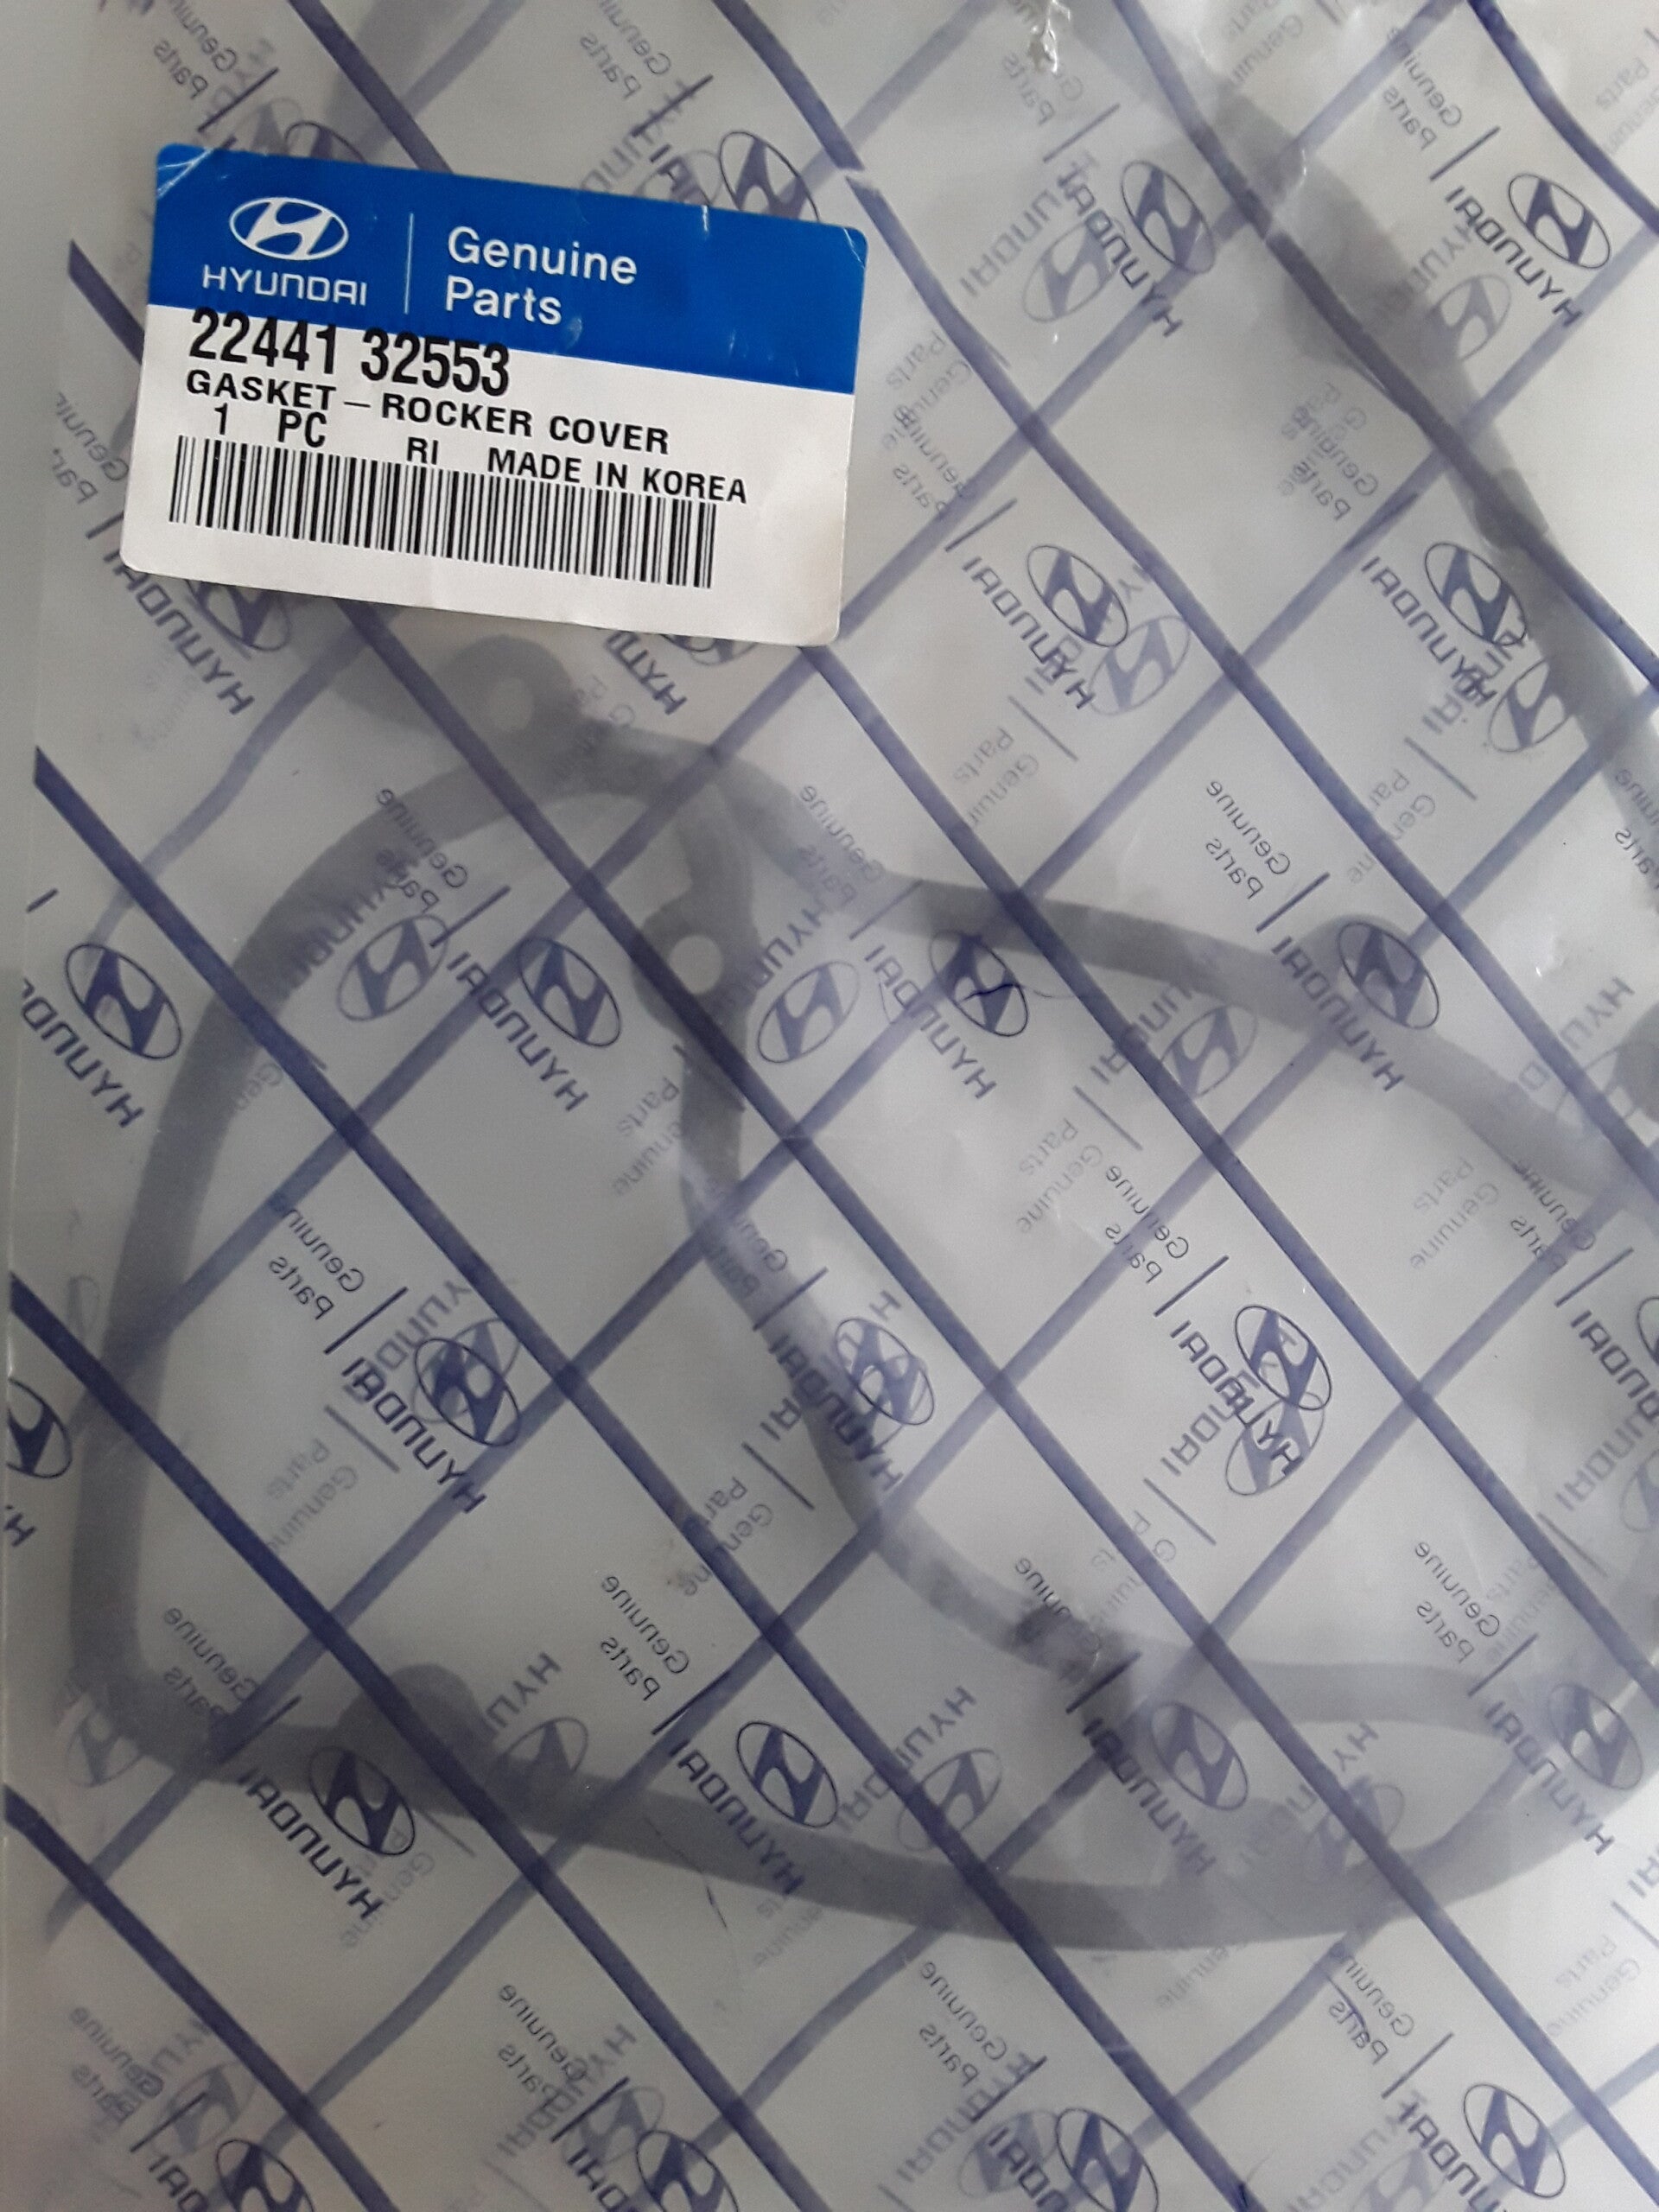 HYUNDAI
Genuine
Parts
22441 32553
GASKET – ROCKER COVER
1 PC RI MADE IN KOREA